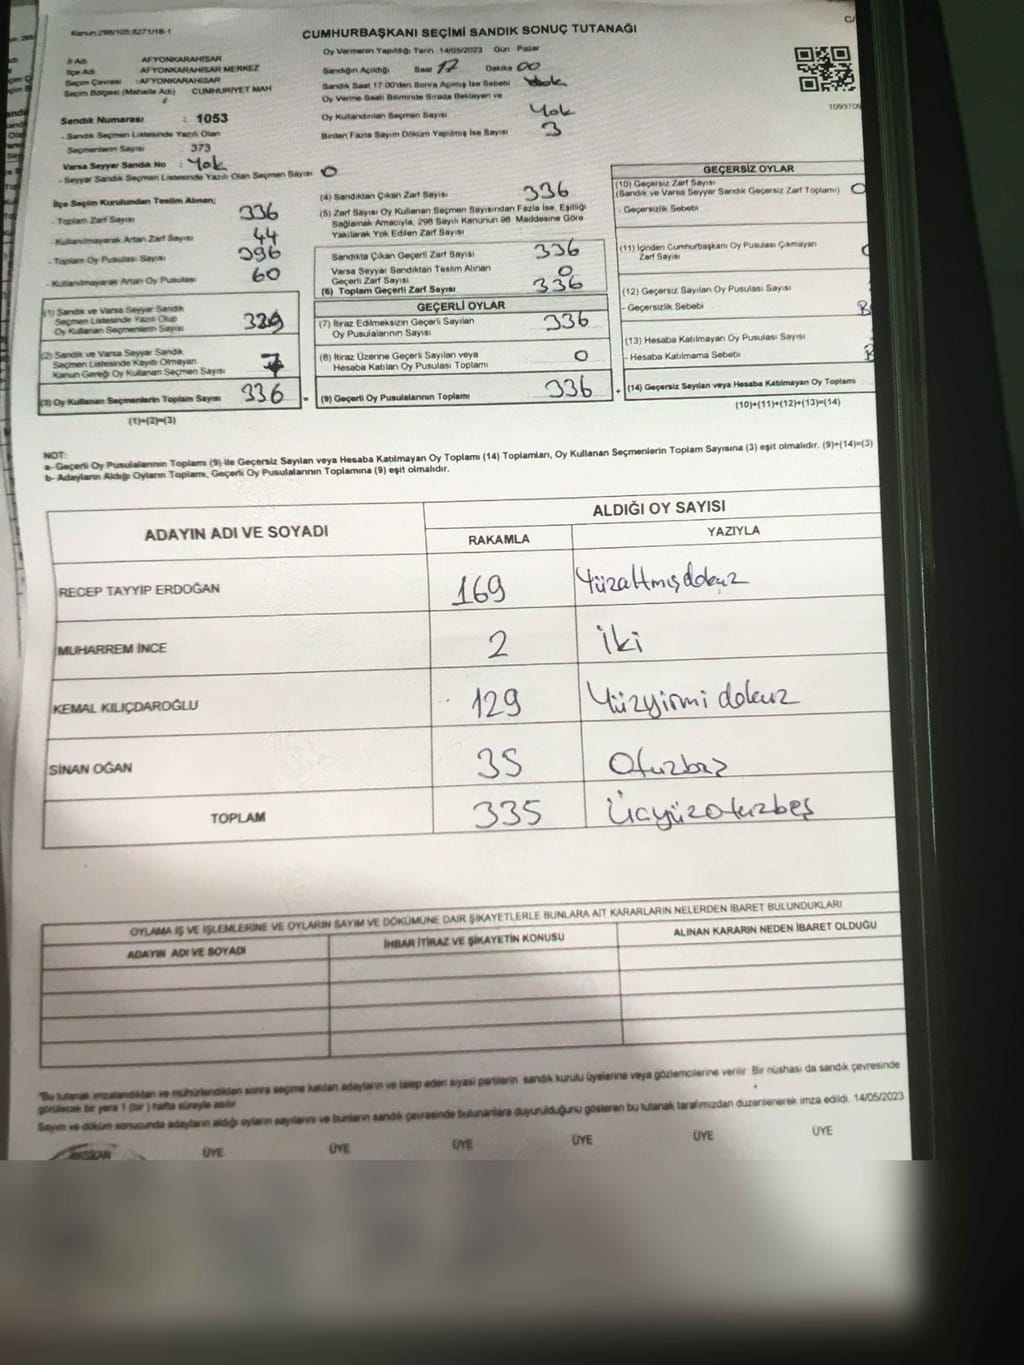 Kanun:298/105,6271/18-1
CUMHURBAŞKANI SEÇİMİ SANDIK SONUÇ TUTANAĞI
C/
İl Adı : AFYONKARAHİSAR
İlçe Adı : AFYONKARAHİSAR MERKEZ
Seçim Çevresi : AFYONKARAHİSAR
Seçim Bölgesi (Mahalle Adı) : CUMHURİYET MAH
Sandık Numarası : 1053
- Sandık Seçmen Listesinde Yazılı Olan
Seçmenlerin Sayısı : 373
Varsa Seyyar Sandık No : Yok
- Seyyar Sandık Seçmen Listesinde Yazılı Olan Seçmen Sayısı : 0
Oy Vermenin Yapıldığı Tarih :14/05/2023 Gün : Pazar
Sandığın Açıldığı Saat 17 Dakika 00
Sandık Saat 17:00'den Sonra Açımış İse Sebebi Yok
Oy Verme Saati Bitiminde Sırada Bekleyen ve
Oy Kullandırılan Seçmen Sayısı Yok
Birden Fazla Sayım Döküm Yapılmış İse Sayısı 3
İlçe Seçim Kurulundan Teslim Alınan;
- Toplam Zarf Sayısı 336
- Kullanılmayarak Artan Zarf Sayısı 44
- Toplam Oy Pusulası Sayısı 396
- Kullanılmayarak Artan Oy Pusulası 60
(1) Sandık ve Varsa Seyyar Sandık
Seçmen Listesinde Yazılı Olup
Oy Kullanan Seçmenlerin Sayısı 329
(2) Sandık ve Varsa Seyyar Sandık
Seçmen Listesinde Kayıtlı Olmayan
Kanun Gereği Oy Kullanan Seçmen Sayısı 7
(3) Oy Kullanan Seçmenlerin Toplam Sayısı 336
(1)+(2)=(3)
(4) Sandıktan Çıkan Zarf Sayısı 336
(5) Zarf Sayısı Oy Kullanan Seçmen Sayısından Fazla İse, Eşitliği
Sağlamak Amacıyla, 298 Sayılı Kanunun 98. Maddesine Göre
Yakılarak Yok Edilen Zarf Sayısı
Sandıkta Çıkan Geçerli Zarf Sayısı 336
Varsa Seyyar Sandıktan Teslim Alınan
Geçerli Zarf Sayısı 0
(6) Toplam Geçerli Zarf Sayısı 336
GEÇERLİ OYLAR
(7) İtiraz Edilmeksizin Geçerli Sayılan
Oy Pusulalarının Sayısı 336
(8) İtiraz Üzerine Geçerli Sayılan veya
Hesaba Katılan Oy Pusulası Toplamı 0
= (9) Geçerli Oy Pusulalarının Toplamı 336 +
GEÇERSİZ OYLAR
(10) Geçersiz Zarf Sayısı
(Sandık ve Varsa Seyyar Sandık Geçersiz Zarf Toplamı) 0
- Geçersizlik Sebebi
(11) İçinden Cumhurbaşkanı Oy Pusulası Çıkmayan
Zarf Sayısı
(12) Geçersiz Sayılan Oy Pusulası Sayısı
- Geçersizlik Sebebi
(13) Hesaba Katılmayan Oy Pusulası Sayısı
- Hesaba Katılmama Sebebi
(14) Geçersiz Sayılan veya Hesaba Katılmayan Oy Toplamı
(10)+(11)+(12)+(13)=(14)
NOT:
a- Geçerli Oy Pusulalarının Toplamı (9) ile Geçersiz Sayılan veya Hesaba Katılmayan Oy Toplamı (14) Toplamları, Oy Kullanan Seçmenlerin Toplam Sayısına (3) eşit olmalıdır. (9)+(14)=(3)
b- Adayların Aldığı Oyların Toplamı, Geçerli Oy Pusulalarının Toplamına (9) eşit olmalıdır.
ADAYIN ADI VE SOYADI
ALDIĞI OY SAYISI
RAKAMLA YAZIYLA
RECEP TAYYİP ERDOĞAN 169 Yüzaltmışdokuz
MUHARREM İNCE 2 İki
KEMAL KILIÇDAROĞLU 129 Yüzyirmi dokuz
SİNAN OĞAN 35 Otuzbeş
TOPLAM 335 Üçyüzotuzbeş
OYLAMA İŞ VE İŞLEMLERİNE VE OYLARIN SAYIM VE DÖKÜMÜNE DAİR ŞİKAYETLERLE BUNLARA AİT KARARLARIN NELERDEN İBARET BULUNDUKLARI
ADAYIN ADI VE SOYADI İHBAR İTİRAZ VE ŞİKAYETİN KONUSU ALINAN KARARIN NEDEN İBARET OLDUĞU
"Bu tutanak imzalandıktan ve mühürlendikten sonra seçime katılan adayların ve talep eden siyasi partilerin sandık kurulu üyelerine veya gözlemcilerine verilir. Bir nüshası da sandık çevresinde
görülecek bir yere 1 (bir ) hafta süreyle asılır.
Sayım ve döküm sonucunda adayların aldığı oyların sayılarını ve bunların sandık çevresinde bulunanlara duyurulduğunu gösteren bu tutanak tarafımızdan düzenlenerek imza edildi. 14/05/2023
ÜYE ÜYE ÜYE ÜYE ÜYE ÜYE